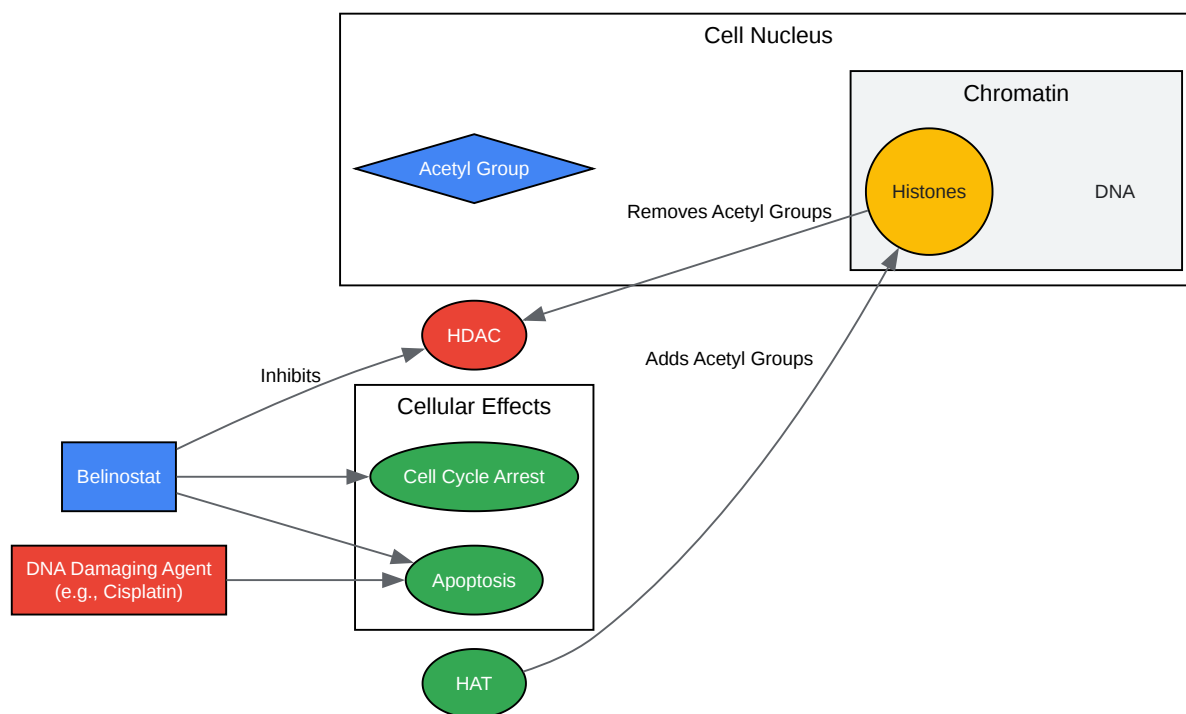 Cell Nucleus
Chromatin
Acetyl Group
Histones
DNA
Removes Acetyl Groups
HDAC
Adds Acetyl Groups
Inhibits
Cellular Effects
Belinostat
Cell Cycle Arrest
DNA Damaging Agent
(e.g., Cisplatin)
Apoptosis
HAT